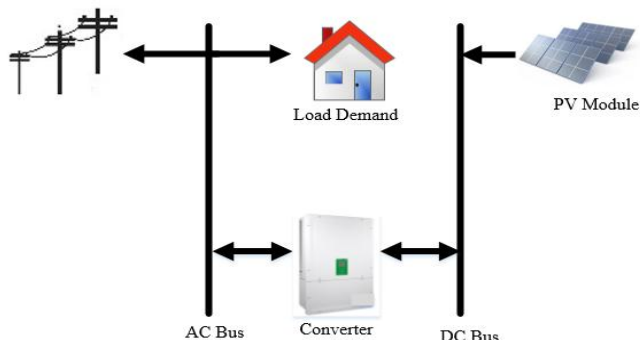 Load Demand
PV Module
AC Bus
Converter
DC Bus